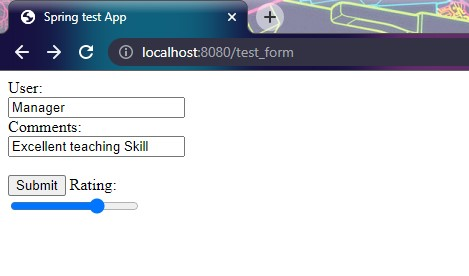 Spring test App
localhost:8080/test_form
User:
Manager
Comments:
Excellent teaching Skill
Submit Rating: